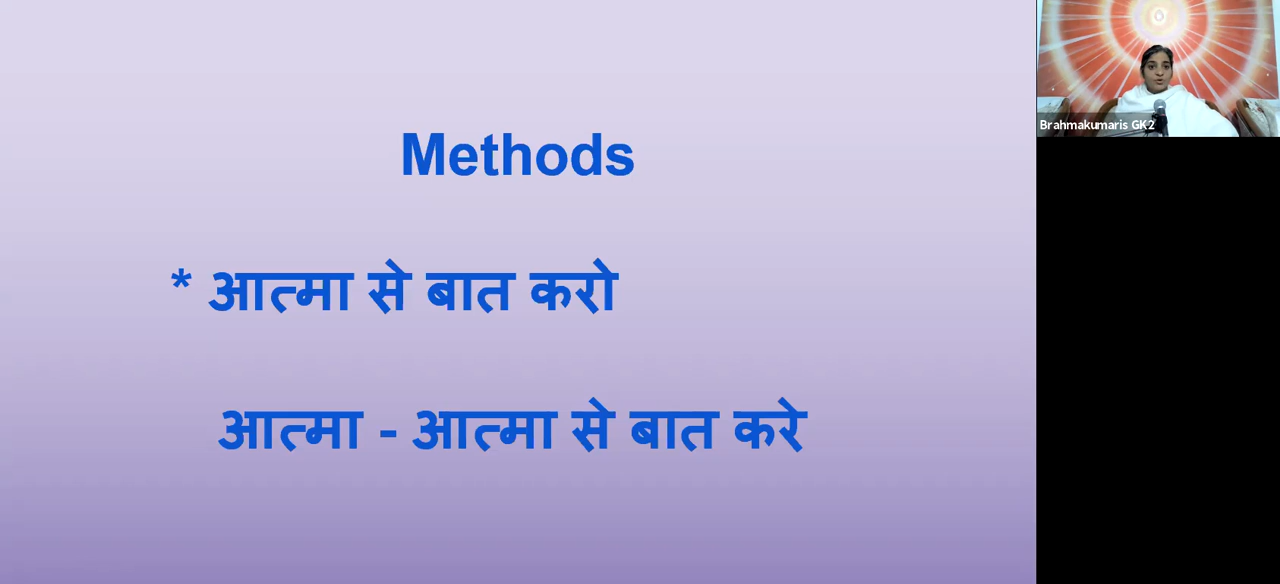 Methods
* आत्मा से बात करो
आत्मा - आत्मा से बात करे
Brahmakumaris GK2